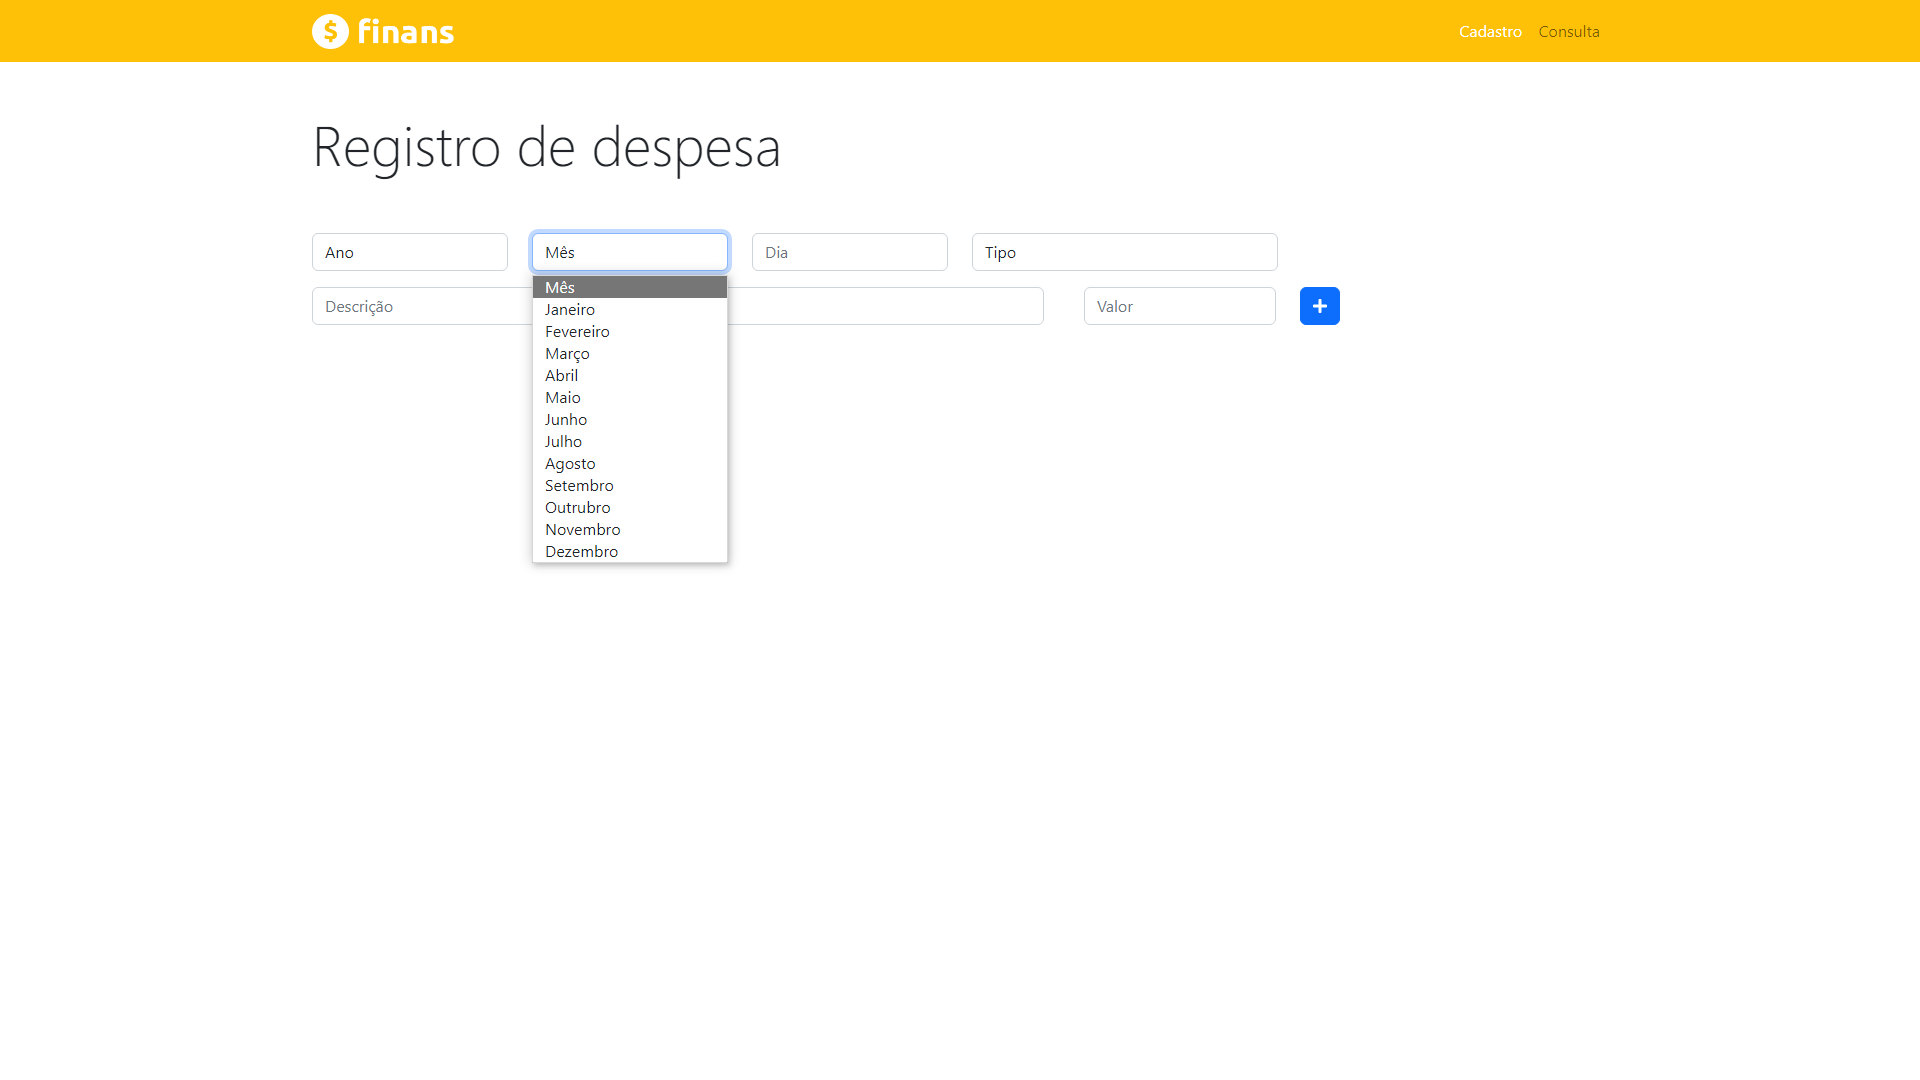 $ finans
Cadastro Consulta
Registro de despesa
Ano Mês Dia Tipo
Descrição Valor +
Mês
Janeiro
Fevereiro
Março
Abril
Maio
Junho
Julho
Agosto
Setembro
Outrubro
Novembro
Dezembro